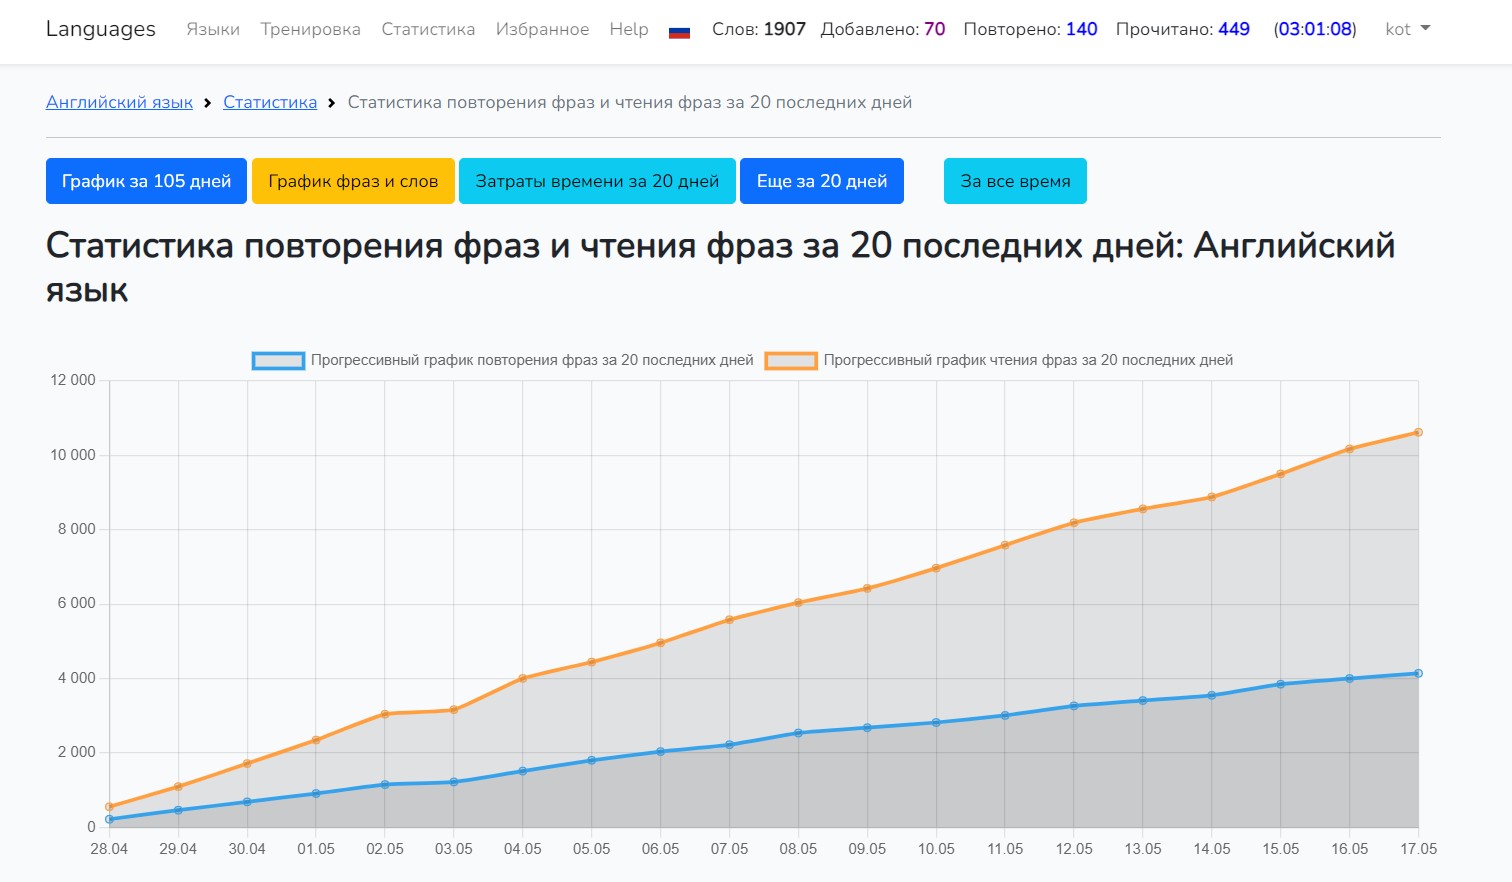 Languages Языки Тренировка Статистика Избранное Help Слов: 1907 Добавлено: 70 Повторено: 140 Прочитано: 449 (03:01:08) kot
Английский язык Статистика Статистика повторения фраз и чтения фраз за 20 последних дней
График за 105 дней График фраз и слов Затраты времени за 20 дней Еще за 20 дней За все время
Статистика повторения фраз и чтения фраз за 20 последних дней: Английский
язык
Прогрессивный график повторения фраз за 20 последних дней Прогрессивный график чтения фраз за 20 последних дней
12 000
10 000
8 000
6 000
4 000
2 000
0
28.04 29.04 30.04 01.05 02.05 03.05 04.05 05.05 06.05 07.05 08.05 09.05 10.05 11.05 12.05 13.05 14.05 15.05 16.05 17.05